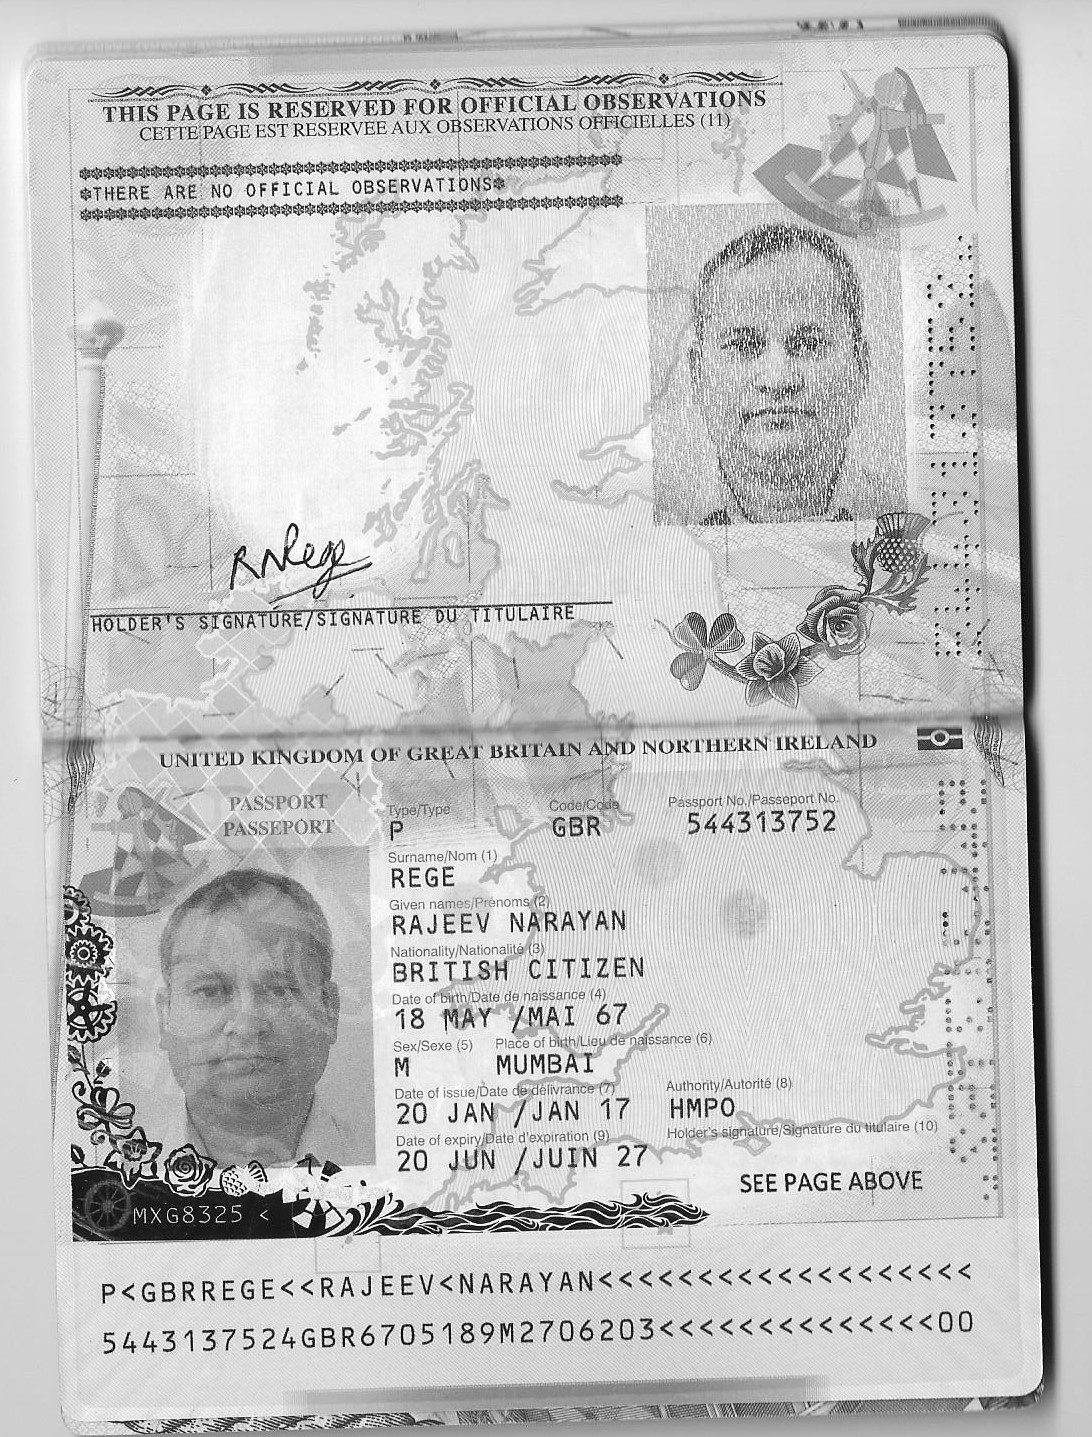 THIS PAGE IS RESERVED FOR OFFICIAL OBSERVATIONS
CETTE PAGE EST RESERVEE AUX OBSERVATIONS OFFICIELLES (11)
*THERE ARE NO OFFICIAL OBSERVATIONS*
RNRege
HOLDER'S SIGNATURE/SIGNATURE DU TITULAIRE
UNITED KINGDOM OF GREAT BRITAIN AND NORTHERN IRELAND
PASSPORT
PASSEPORT
Type/Type Code/Code Passport No./Passeport No.
P GBR 544313752
Surname/Nom (1)
REGE
Given names/Prénoms (2)
RAJEEV NARAYAN
Nationality/Nationalité (3)
BRITISH CITIZEN
Date of birth/Date de naissance (4)
18 MAY /MAI 67
Sex/Sexe (5) Place of birth/Lieu de naissance (6)
M MUMBAI
Date of issue/Date de délivrance (7) Authority/Autorité (8)
20 JAN /JAN 17 HMPO
Date of expiry/Date d'expiration (9) Holder's signature/Signature du titulaire (10)
20 JUN /JUIN 27
SEE PAGE ABOVE
MXG8325 <
P<GBRREGE<<RAJEEV<NARAYAN<<<<<<<<<<<<<<<<<<<
5443137524GBR6705189M2706203<<<<<<<<<<<<<<00